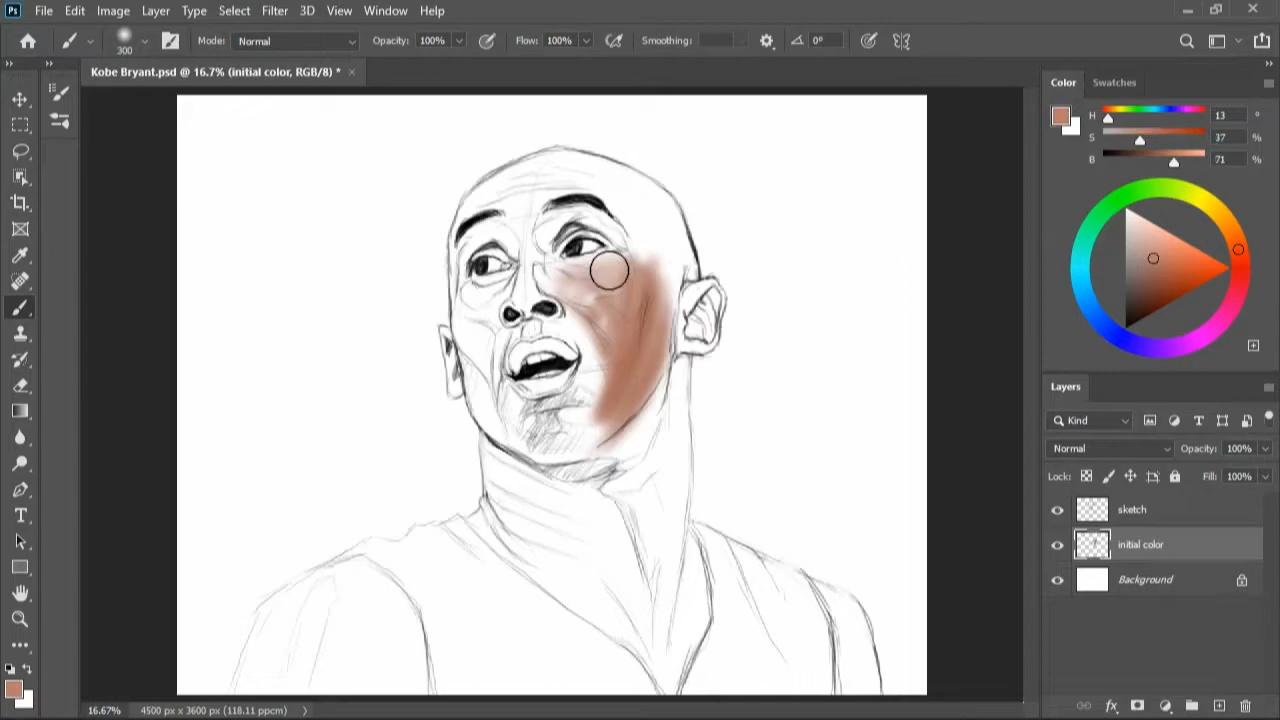 Ps File Edit Image Layer Type Select Filter 3D View Window Help
300 Mode: Normal Opacity: 100% Flow: 100% Smoothing: 0°
Kobe Bryant.psd @ 16.7% (initial color, RGB/8) *
Color Swatches
H 13 °
S 37 %
B 71 %
Layers
Kind
Normal Opacity: 100%
Lock: Fill: 100%
sketch
initial color
Background
16.67% 4500 px x 3600 px (118.11 ppcm)